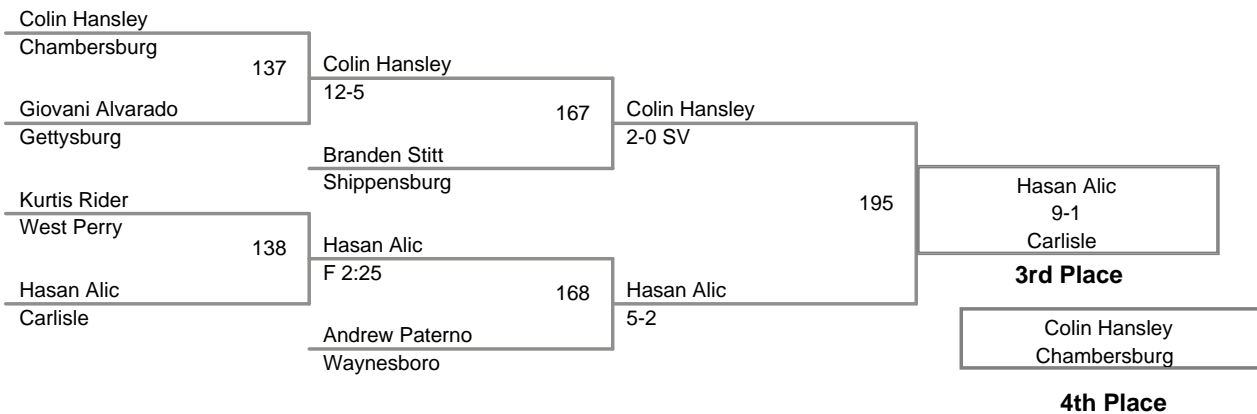 Colin Hansley
Chambersburg
137
Colin Hansley
12-5
Giovani Alvarado
Gettysburg
167
Colin Hansley
2-0 SV
Branden Stitt
Shippensburg
Kurtis Rider
West Perry
138
Hasan Alic
F 2:25
Hasan Alic
Carlisle
168
Hasan Alic
5-2
Andrew Paterno
Waynesboro
195
Hasan Alic
9-1
Carlisle
3rd Place
Colin Hansley
Chambersburg
4th Place